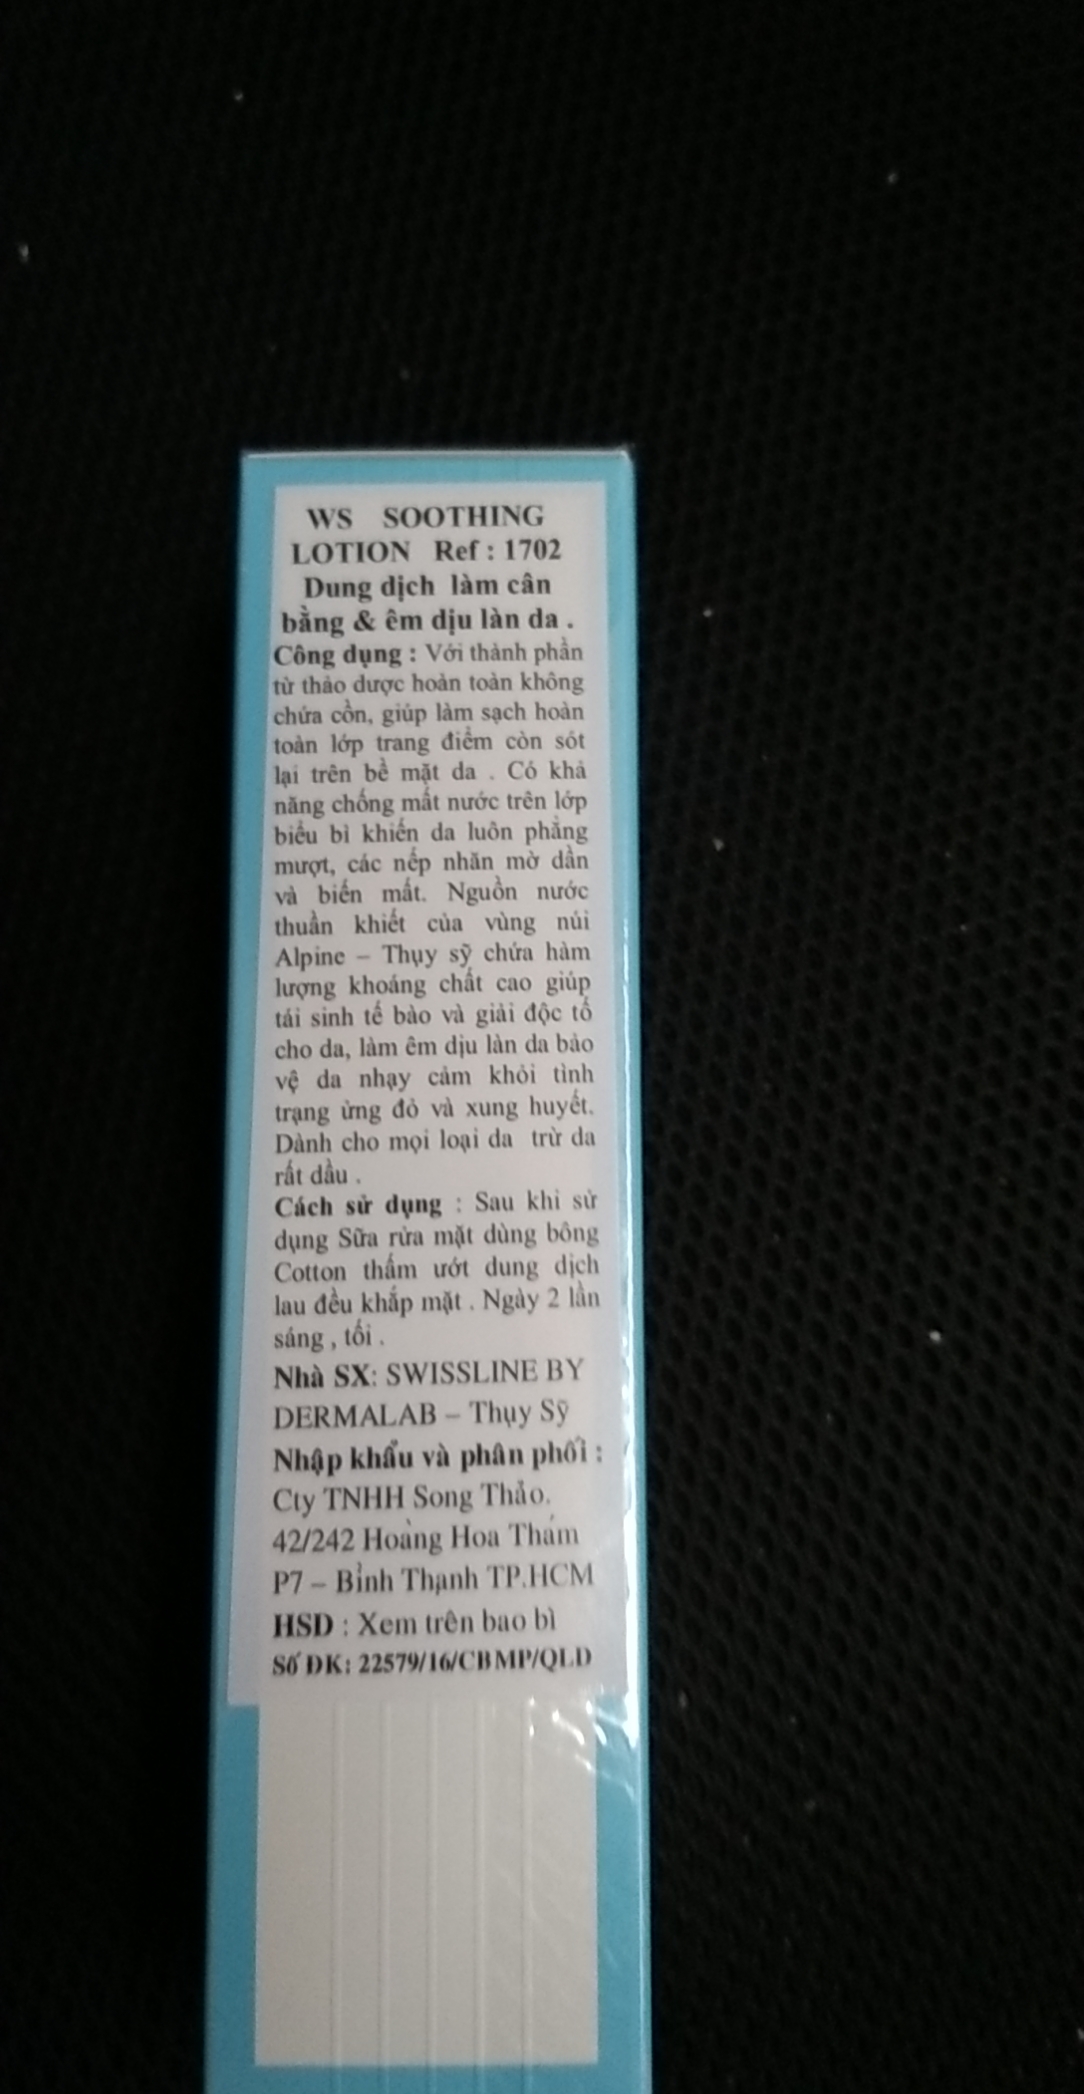 WS SOOTHING
LOTION Ref : 1702
Dung dịch làm cân
bằng & êm dịu làn da .
Công dụng : Với thành phần
từ thảo dược hoàn toàn không
chứa cồn, giúp làm sạch hoàn
toàn lớp trang điểm còn sót
lại trên bề mặt da . Có khả
năng chống mất nước trên lớp
biểu bì khiến da luôn phẳng
mượt, các nếp nhăn mờ dần
và biến mất. Nguồn nước
thuần khiết của vùng núi
Alpine – Thụy sỹ chứa hàm
lượng khoáng chất cao giúp
tái sinh tế bào và giải độc tố
cho da, làm êm dịu làn da bảo
vệ da nhạy cảm khỏi tình
trạng ửng đỏ và xung huyết.
Dành cho mọi loại da trừ da
rất dầu .
Cách sử dụng : Sau khi sử
dụng Sữa rửa mặt dùng bông
Cotton thấm ướt dung dịch
lau đều khắp mặt . Ngày 2 lần
sáng , tối .
Nhà SX: SWISSLINE BY
DERMALAB – Thụy Sỹ
Nhập khẩu và phân phối :
Cty TNHH Song Thảo.
42/242 Hoàng Hoa Thám
P7 – Bình Thạnh TP.HCM
HSD : Xem trên bao bì
Số ĐK: 22579/16/CBMP/QLD